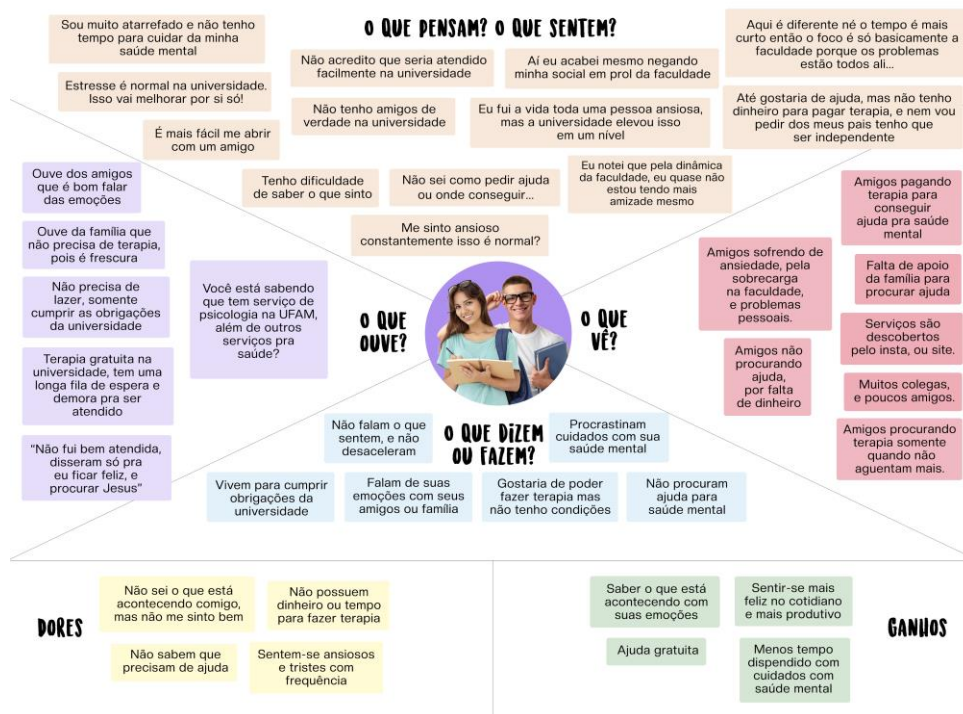 O QUE PENSAM? O QUE SENTEM?
Sou muito atarrefado e não tenho
tempo para cuidar da minha
saúde mental
Estresse é normal na universidade.
Isso vai melhorar por si só!
É mais fácil me abrir
com um amigo
Não acredito que seria atendido
facilmente na universidade
Aí eu acabei mesmo negando
minha social em prol da faculdade
Não tenho amigos de
verdade na universidade
Eu fui a vida toda uma pessoa ansiosa,
mas a universidade elevou isso
em um nível
Tenho dificuldade
de saber o que sinto
Não sei como pedir ajuda
ou onde conseguir...
Eu notei que pela dinâmica
da faculdade, eu quase não
estou tendo mais
amizade mesmo
Me sinto ansioso
constantemente isso é normal?
Aqui é diferente né o tempo é mais
curto então o foco é só basicamente a
faculdade porque os problemas
estão todos ali...
Até gostaria de ajuda, mas não tenho
dinheiro para pagar terapia, e nem vou
pedir dos meus pais tenho que
ser independente
O QUE
OUVE?
Ouve dos amigos
que é bom falar
das emoções
Ouve da família que
não precisa de terapia,
pois é frescura
Não precisa de
lazer, somente
cumprir as obrigações
da universidade
Terapia gratuita na
universidade, tem uma
longa fila de espera e
demora pra ser
atendido
"Não fui bem atendida,
disseram só pra
eu ficar feliz, e
procurar Jesus"
Você está sabendo
que tem serviço de
psicologia na UFAM,
além de outros
serviços pra
saúde?
O QUE
VÊ?
Amigos sofrendo de
ansiedade, pela
sobrecarga
na faculdade,
e problemas
pessoais.
Amigos não
procurando
ajuda,
por falta
de dinheiro
Amigos pagando
terapia para
conseguir
ajuda pra saúde
mental
Falta de apoio
da família para
procurar ajuda
Serviços são
descobertos
pelo insta, ou site.
Muitos colegas,
e poucos amigos.
Amigos procurando
terapia somente
quando não
aguentam mais.
O QUE DIZEM
OU FAZEM?
Não falam o que
sentem, e não
desaceleram
Procrastinam
cuidados com sua
saúde mental
Vivem para cumprir
obrigações da
universidade
Falam de suas
emoções com seus
amigos ou família
Gostaria de poder
fazer terapia mas
não tenho condições
Não procuram
ajuda para
saúde mental
DORES
Não sei o que está
acontecendo comigo,
mas não me sinto bem
Não possuem
dinheiro ou tempo
para fazer terapia
Não sabem que
precisam de ajuda
Sentem-se ansiosos
e tristes com
frequência
GANHOS
Saber o que está
acontecendo com
suas emoções
Sentir-se mais
feliz no cotidiano
e mais produtivo
Ajuda gratuita
Menos tempo
dispendido com
cuidados com
saúde mental